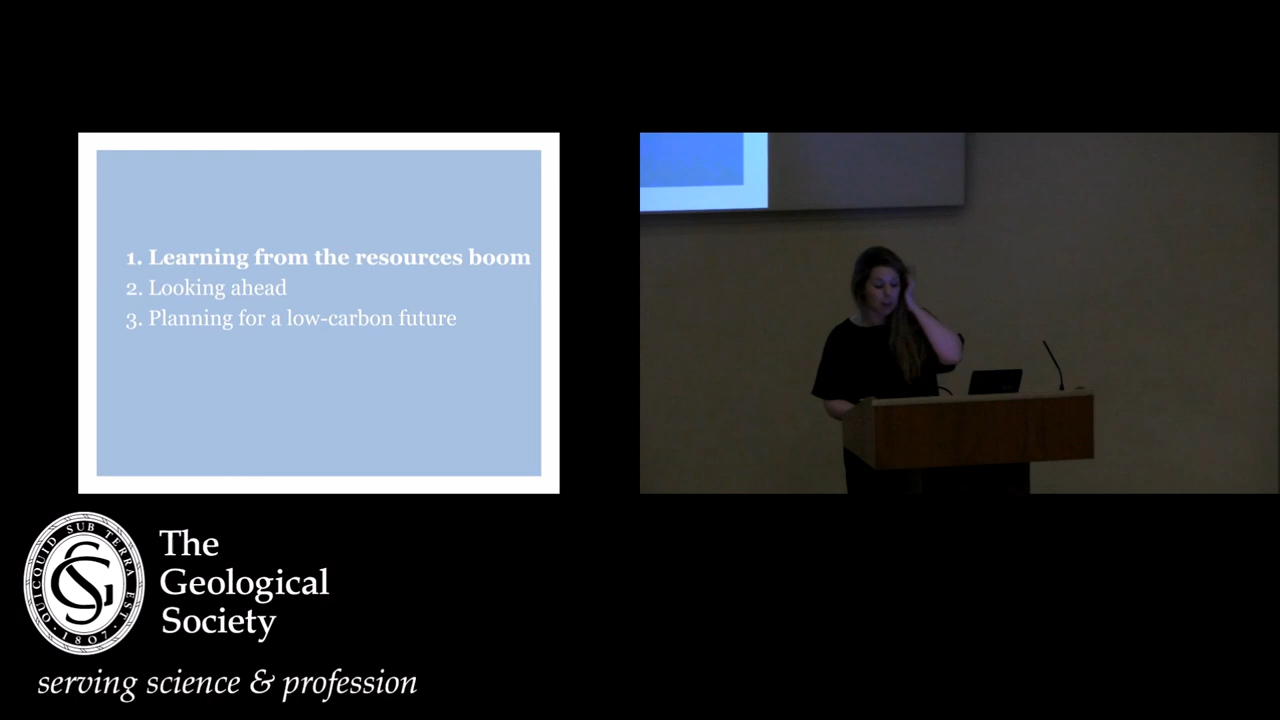 1. Learning from the resources boom
2. Looking ahead
3. Planning for a low-carbon future
QUICQUID SUB TERRA EST
· 1807 ·
The
Geological
Society
serving science & profession